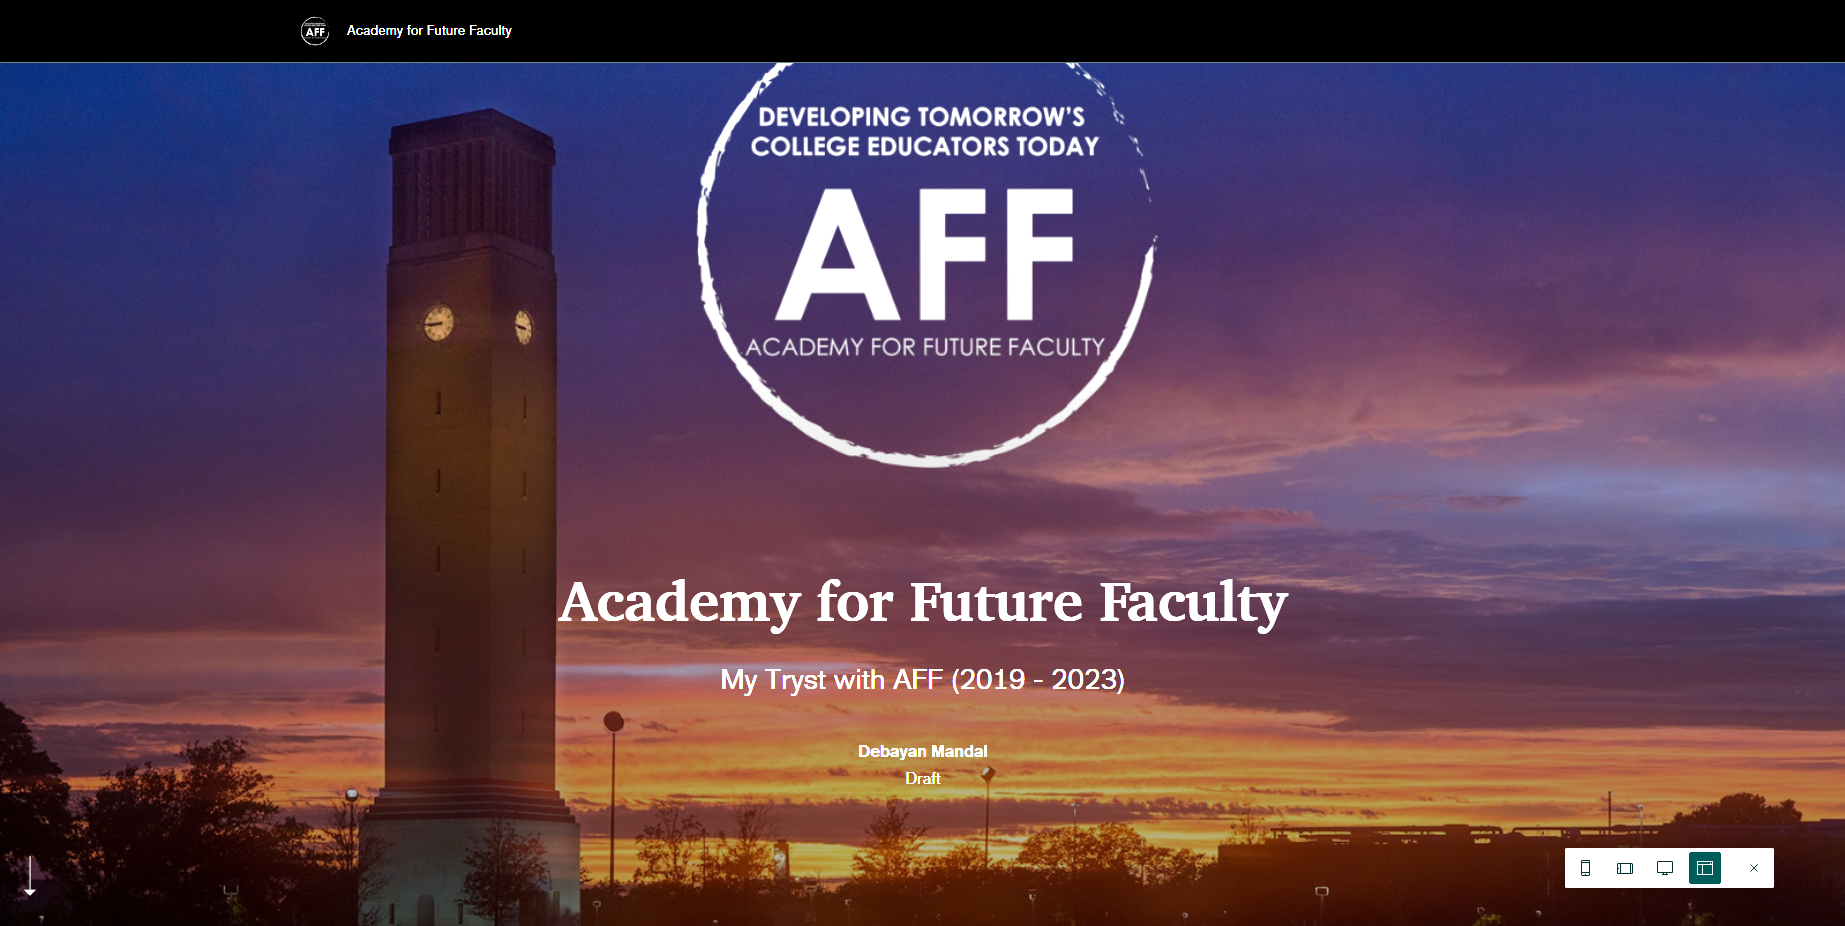 AFF
Academy for Future Faculty
DEVELOPING TOMORROW'S
COLLEGE EDUCATORS TODAY
AFF
ACADEMY FOR FUTURE FACULTY
Academy for Future Faculty
My Tryst with AFF (2019 - 2023)
Debayan Mandal
Draft